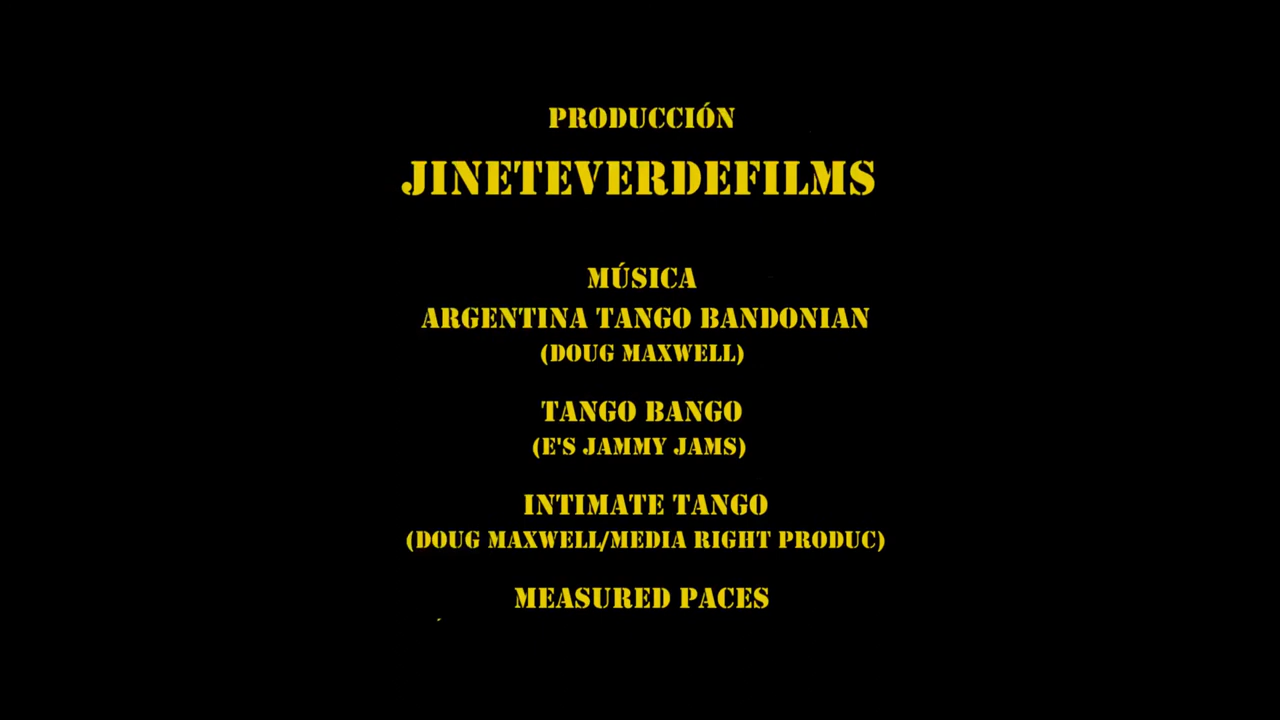 PRODUCCIÓN
JINETEVERDEFILMS
MÚSICA
ARGENTINA TANGO BANDONIAN
(DOUG MAXWELL)
TANGO BANGO
(E'S JAMMY JAMS)
INTIMATE TANGO
(DOUG MAXWELL/MEDIA RIGHT PRODUC)
MEASURED PACES